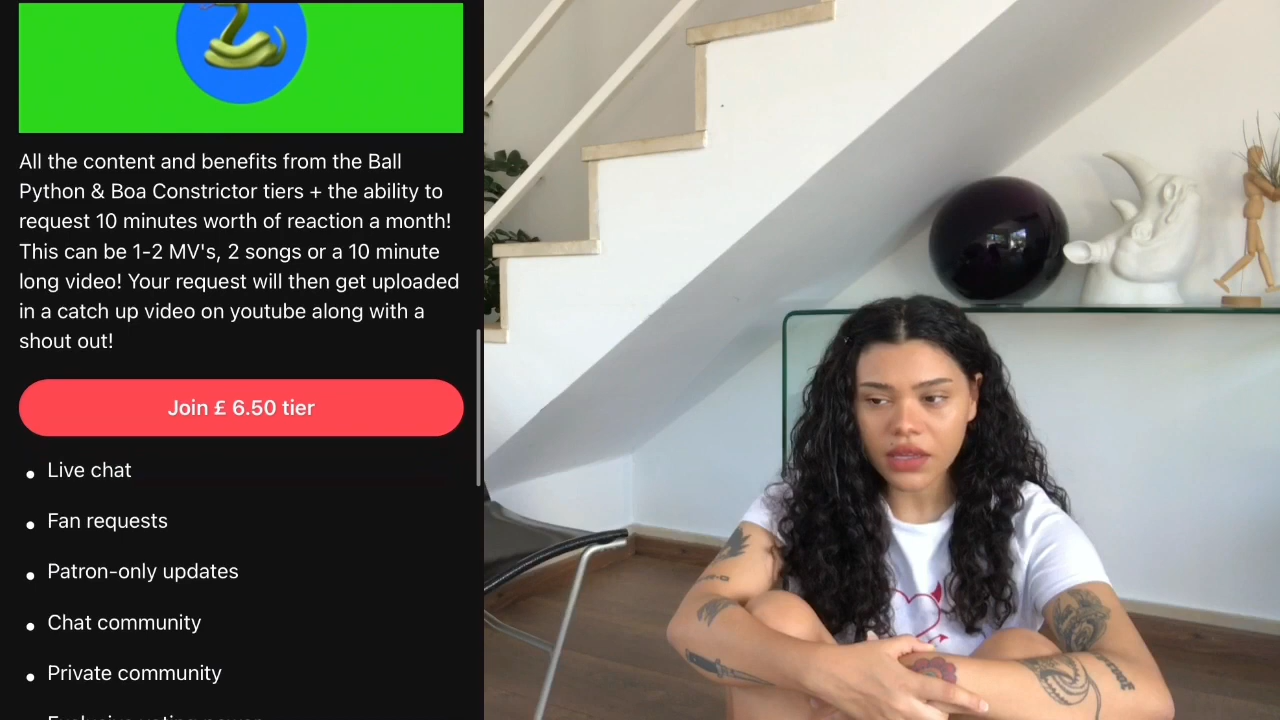 All the content and benefits from the Ball
Python & Boa Constrictor tiers + the ability to
request 10 minutes worth of reaction a month!
This can be 1-2 MV's, 2 songs or a 10 minute
long video! Your request will then get uploaded
in a catch up video on youtube along with a
shout out!
Join £ 6.50 tier
Live chat
Fan requests
Patron-only updates
Chat community
Private community